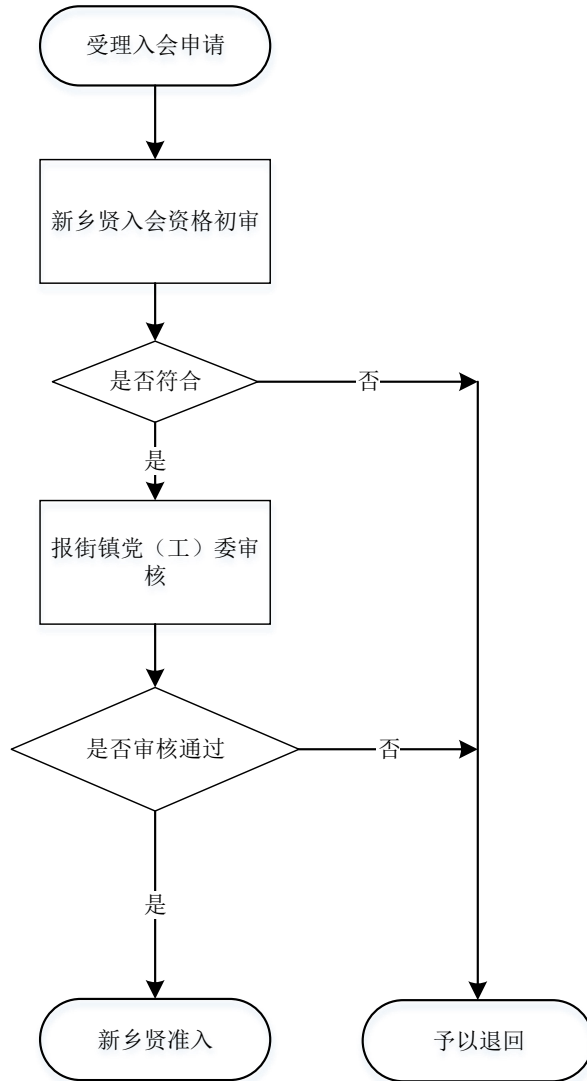 受理入会申请
新乡贤入会资格初审
是否符合
否
是
报街镇党（工）委审
核
是否审核通过
否
是
新乡贤准入
予以退回